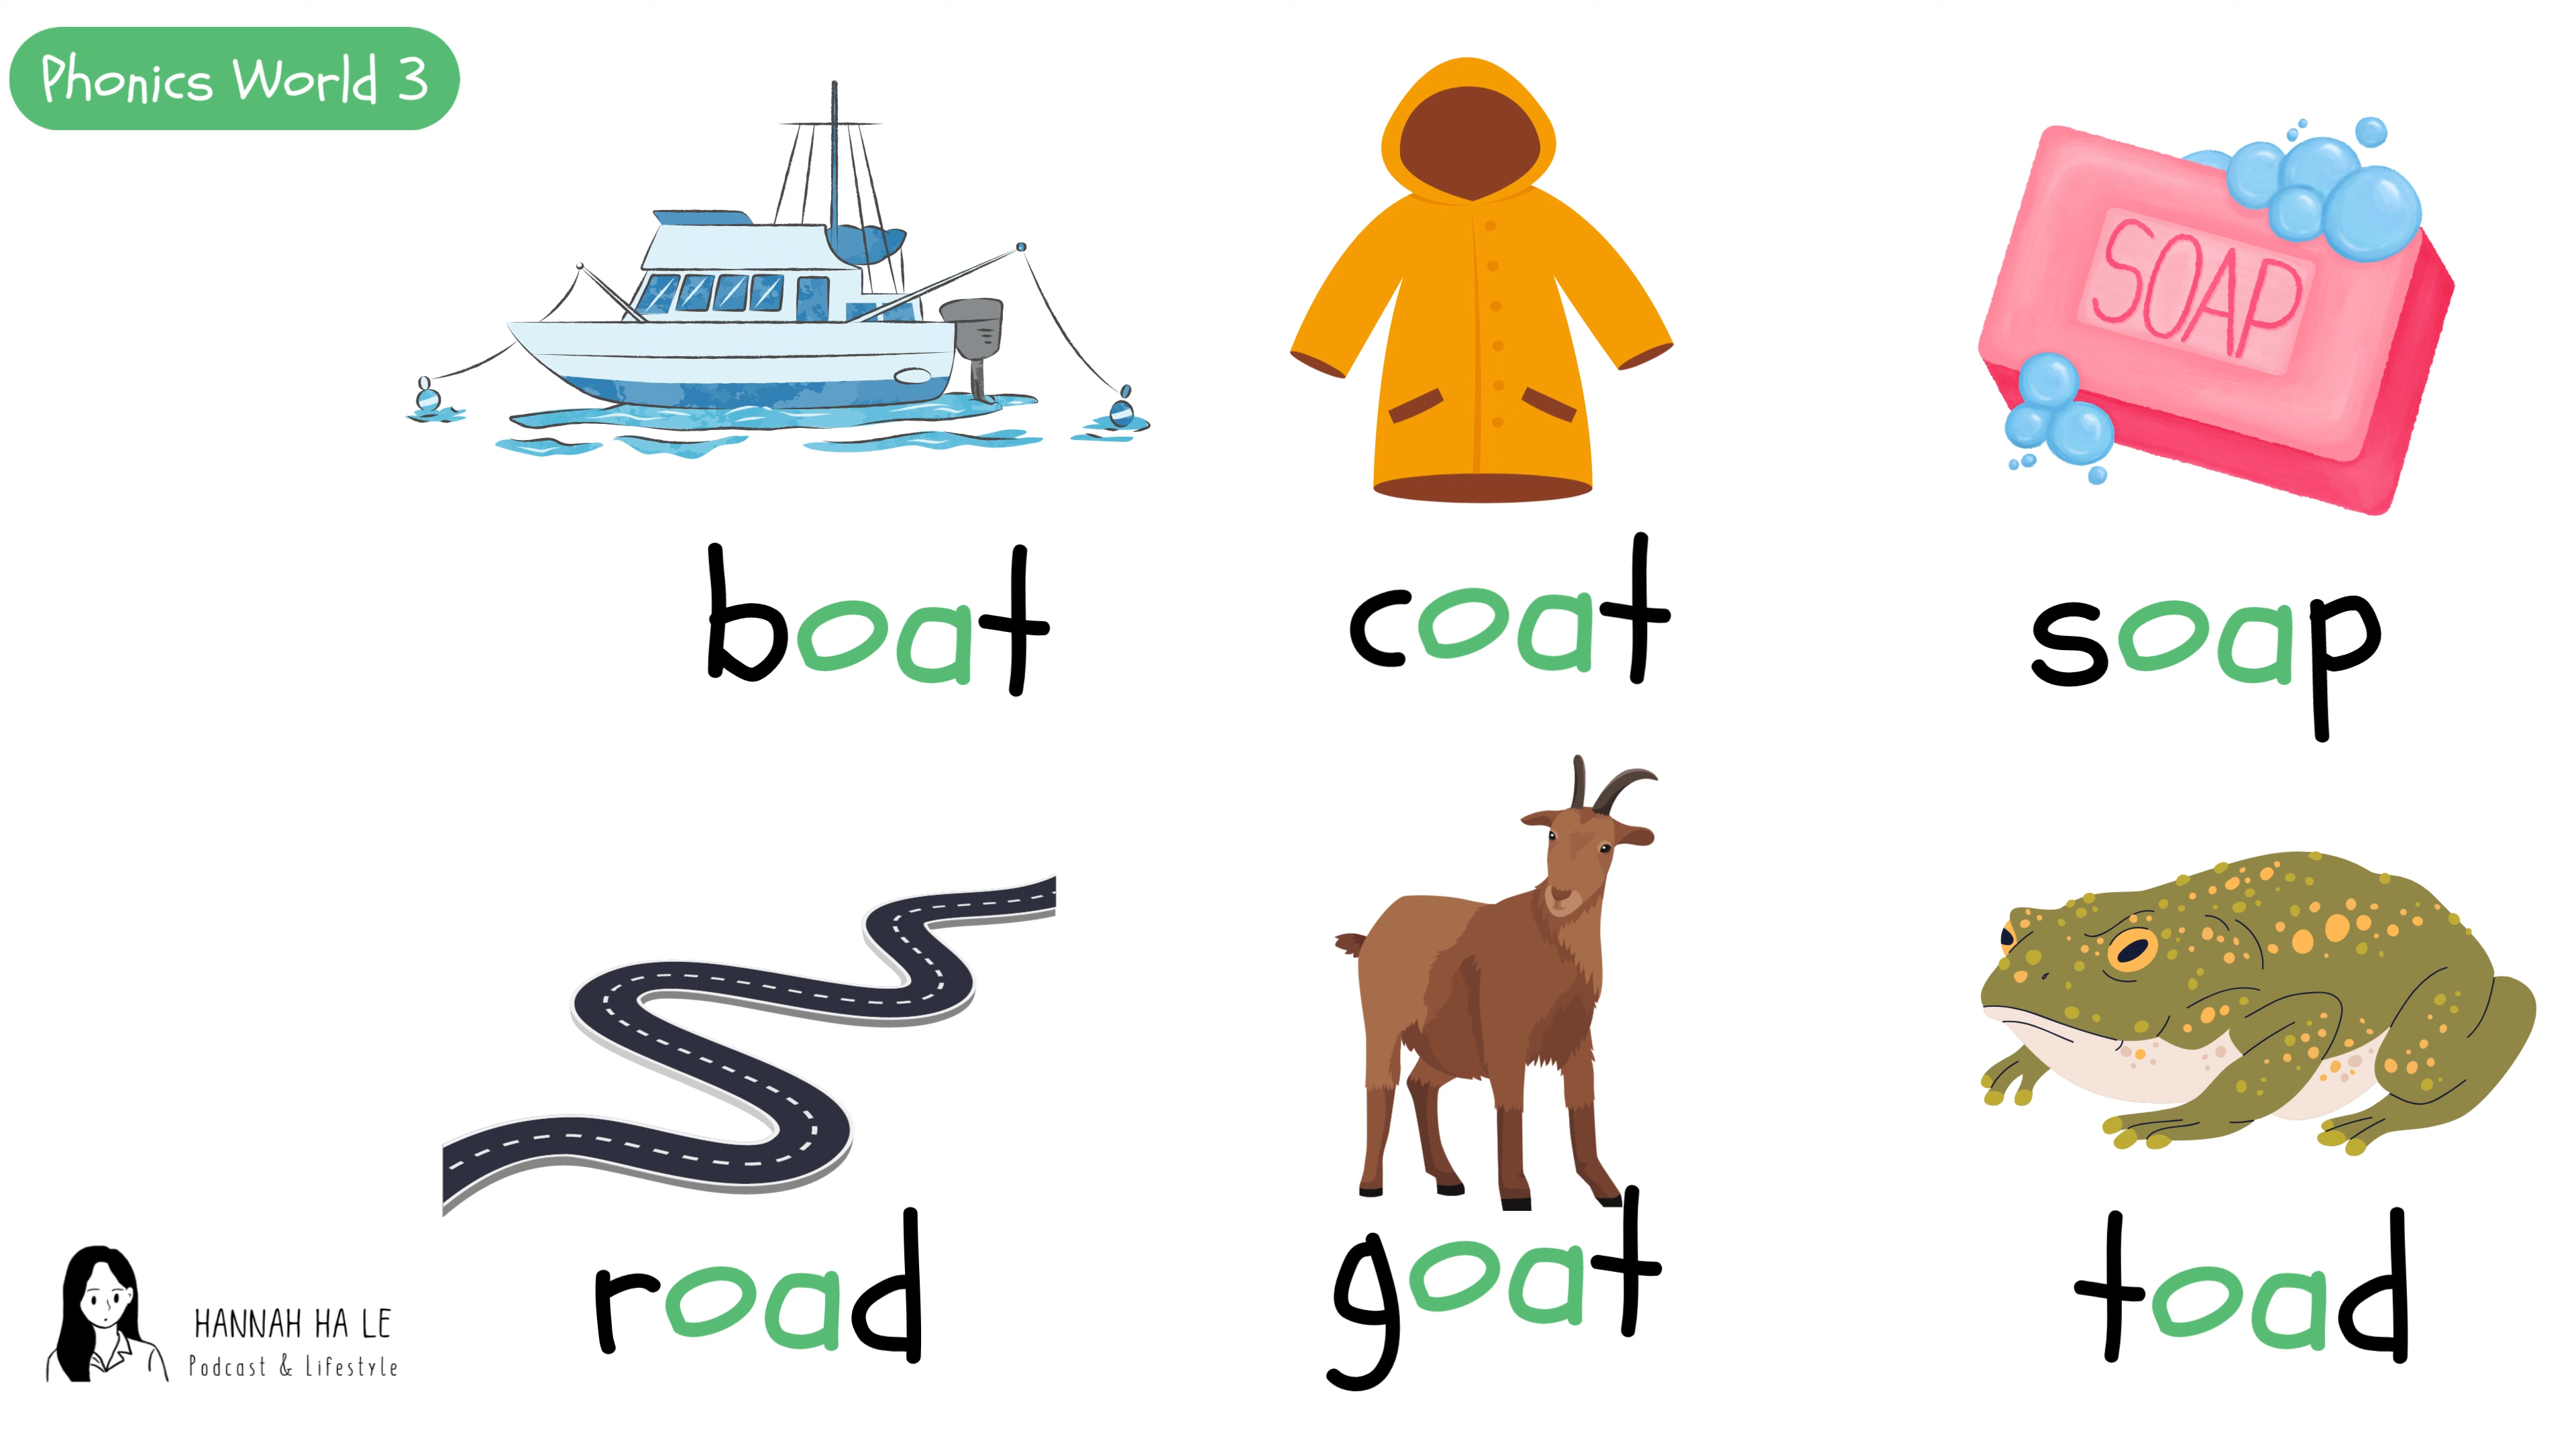 Phonics World 3
SOAP
boat
coat
soap
road
goat
toad
HANNAH HA LE
Podcast & Lifestyle